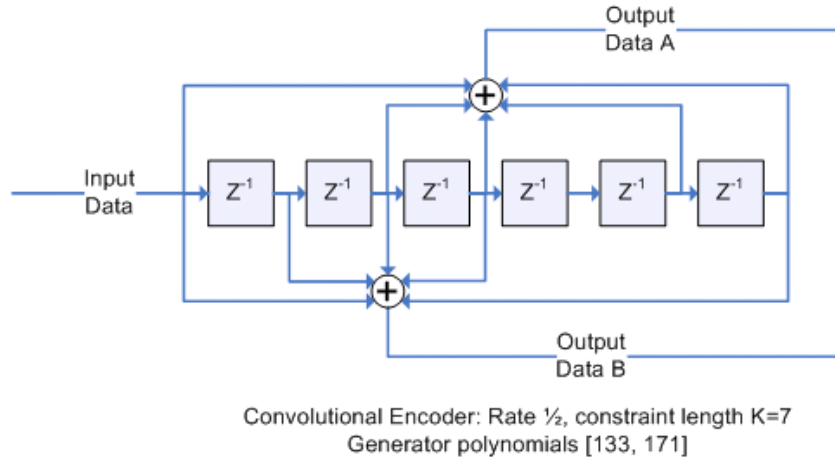 Output
Data A
Input
Data
Z⁻¹ Z⁻¹ Z⁻¹ Z⁻¹ Z⁻¹ Z⁻¹
+
+
Output
Data B
Convolutional Encoder: Rate ½, constraint length K=7
Generator polynomials [133, 171]